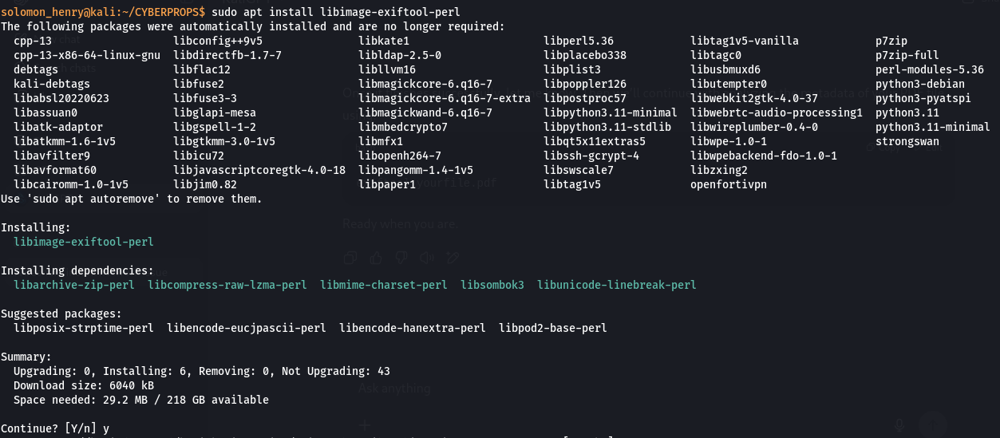 solomon_henry@kali:~/CYBERPROPS$ sudo apt install libimage-exiftool-perl
The following packages were automatically installed and are no longer required:
cpp-13 libconfig++9v5 libkate1 libperl5.36 libtag1v5-vanilla p7zip
cpp-13-x86-64-linux-gnu libdirectfb-1.7-7 libldap-2.5-0 libplacebo338 libtagc0 p7zip-full
debtags libflac12 libllvm16 libplist3 libusbmuxd6 perl-modules-5.36
kali-debtags libfuse2 libmagickcore-6.q16-7 libpoppler126 libutempter0 python3-debian
libabsl20220623 libfuse3-3 libmagickcore-6.q16-7-extra libpostproc57 libwebkit2gtk-4.0-37 python3-pyatspi
libassuan0 libglapi-mesa libmagickwand-6.q16-7 libpython3.11-minimal libwebrtc-audio-processing1 python3.11
libatk-adaptor libgspell-1-2 libmbedcrypto7 libpython3.11-stdlib libwireplumber-0.4-0 python3.11-minimal
libatkmm-1.6-1v5 libgtkmm-3.0-1v5 libmfx1 libqt5x11extras5 libwpe-1.0-1 strongswan
libavfilter9 libicu72 libopenh264-7 libssh-gcrypt-4 libwpebackend-fdo-1.0-1
libavformat60 libjavascriptcoregtk-4.0-18 libpangomm-1.4-1v5 libswscale7 libzxing2
libcairomm-1.0-1v5 libjim0.82 libpaper1 libtag1v5 openfortivpn
yourfile.pdf
Use 'sudo apt autoremove' to remove them.
Ready when you are.
Installing:
libimage-exiftool-perl
Installing dependencies:
libarchive-zip-perl libcompress-raw-lzma-perl libmime-charset-perl libsombok3 libunicode-linebreak-perl
Suggested packages:
libposix-strptime-perl libencode-eucjpascii-perl libencode-hanextra-perl libpod2-base-perl
Summary:
Upgrading: 0, Installing: 6, Removing: 0, Not Upgrading: 43
Download size: 6040 kB
Ask anything
Space needed: 29.2 MB / 218 GB available
Continue? [Y/n] y